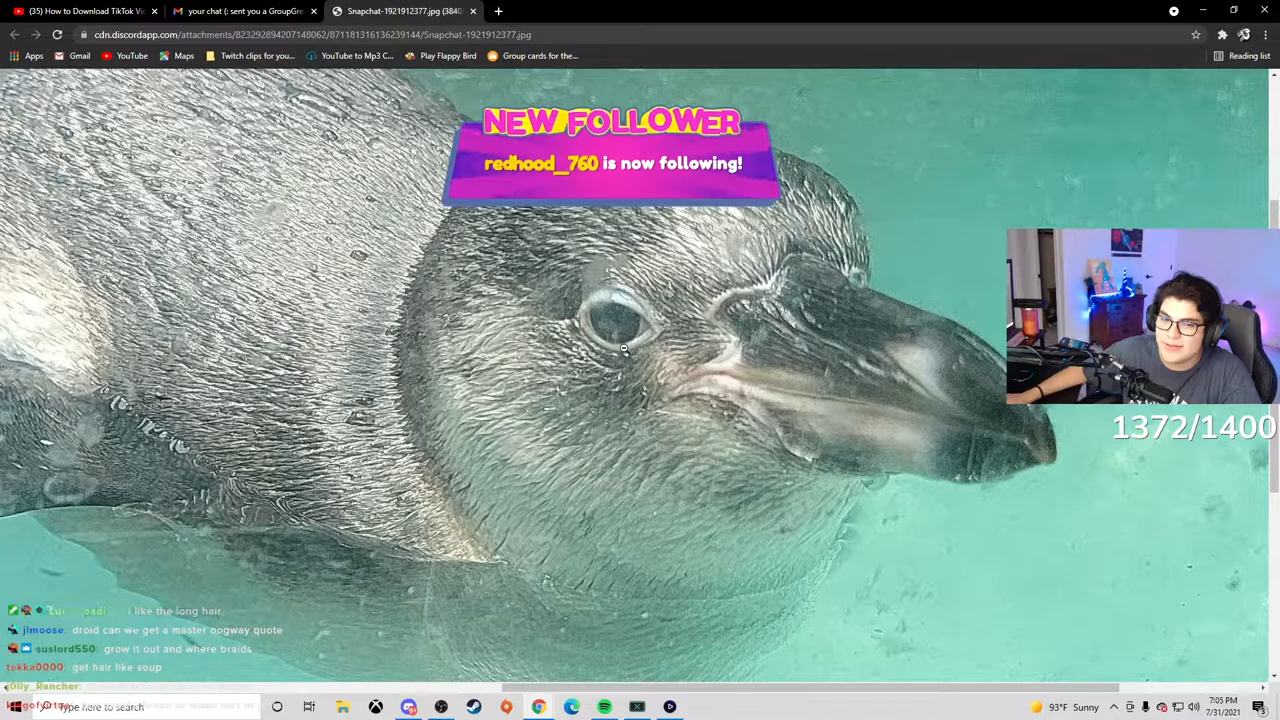 (35) How to Download TikTok Vi
your chat (: sent you a GroupGre
Snapchat-1921912377.jpg (3840
cdn.discordapp.com/attachments/823292894207148062/871181316136239144/Snapchat-1921912377.jpg
Apps
Gmail
YouTube
Maps
Twitch clips for you...
YouTube to Mp3 C...
Play Flappy Bird
Group cards for the...
Reading list
NEW FOLLOWER
redhood_760 is now following!
1372/1400
i like the long hair.
jlmoose: droid can we get a master oogway quote
suslord550: grow it out and where braids
tokka0000: get hair like soup
Type here to search
93°F Sunny
7:05 PM
7/31/2021